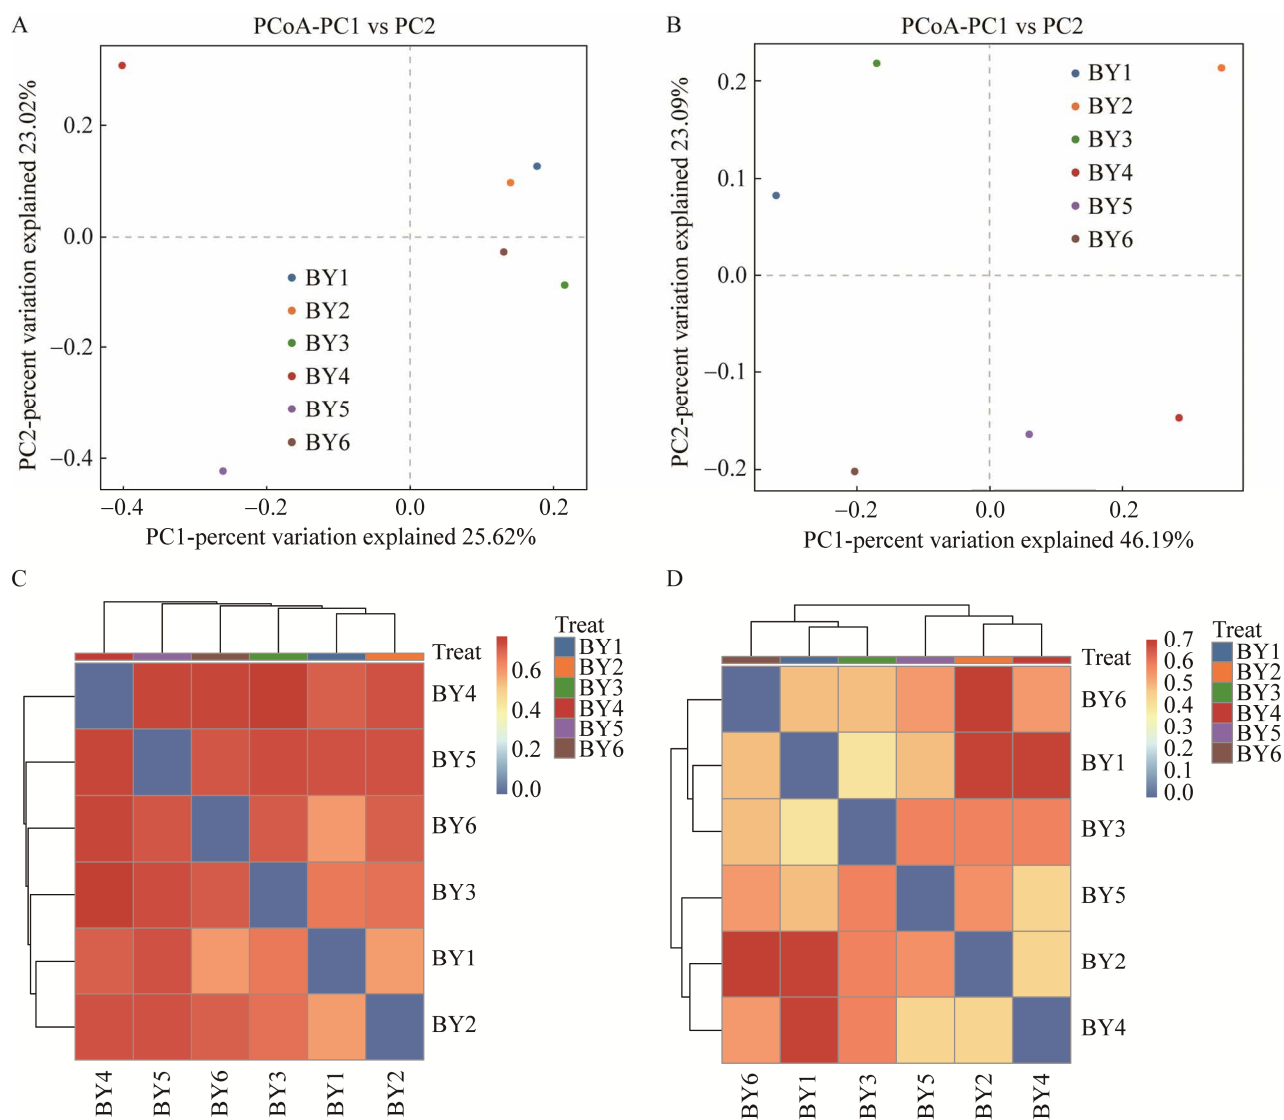 A
PCoA-PC1 vs PC2
PC2-percent variation explained 23.02%
0.2
0.0
−0.2
−0.4
BY1
BY2
BY3
BY4
BY5
BY6
−0.4 −0.2 0.0 0.2
PC1-percent variation explained 25.62%
B
PCoA-PC1 vs PC2
PC2-percent variation explained 23.09%
0.2
0.1
0.0
−0.1
−0.2
BY1
BY2
BY3
BY4
BY5
BY6
−0.2 0.0 0.2
PC1-percent variation explained 46.19%
C
Treat
BY4
BY5
BY6
BY3
BY1
BY2
BY4 BY5 BY6 BY3 BY1 BY2
0.6
0.4
0.2
0.0
Treat
BY1
BY2
BY3
BY4
BY5
BY6
D
Treat
BY6
BY1
BY3
BY5
BY2
BY4
BY6 BY1 BY3 BY5 BY2 BY4
0.7
0.6
0.5
0.4
0.3
0.2
0.1
0.0
Treat
BY1
BY2
BY3
BY4
BY5
BY6